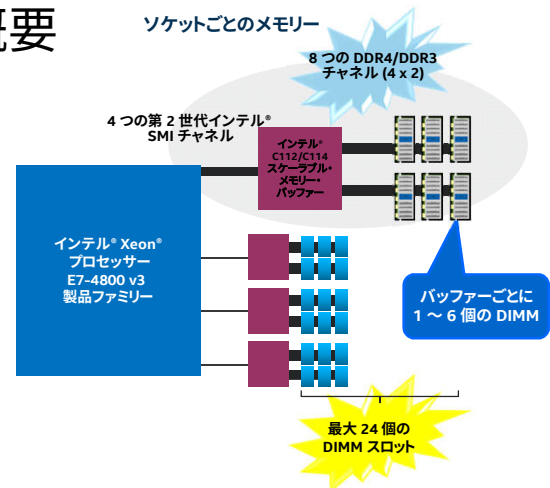 概要
ソケットごとのメモリー
8 つの DDR4/DDR3
チャネル (4 x 2)
4 つの第 2 世代インテル®
SMI チャネル
インテル®
C112/C114
スケーラブル・
メモリー・
バッファー
インテル® Xeon®
プロセッサー
E7-4800 v3
製品ファミリー
バッファーごとに
1 ～ 6 個の DIMM
最大 24 個の
DIMM スロット